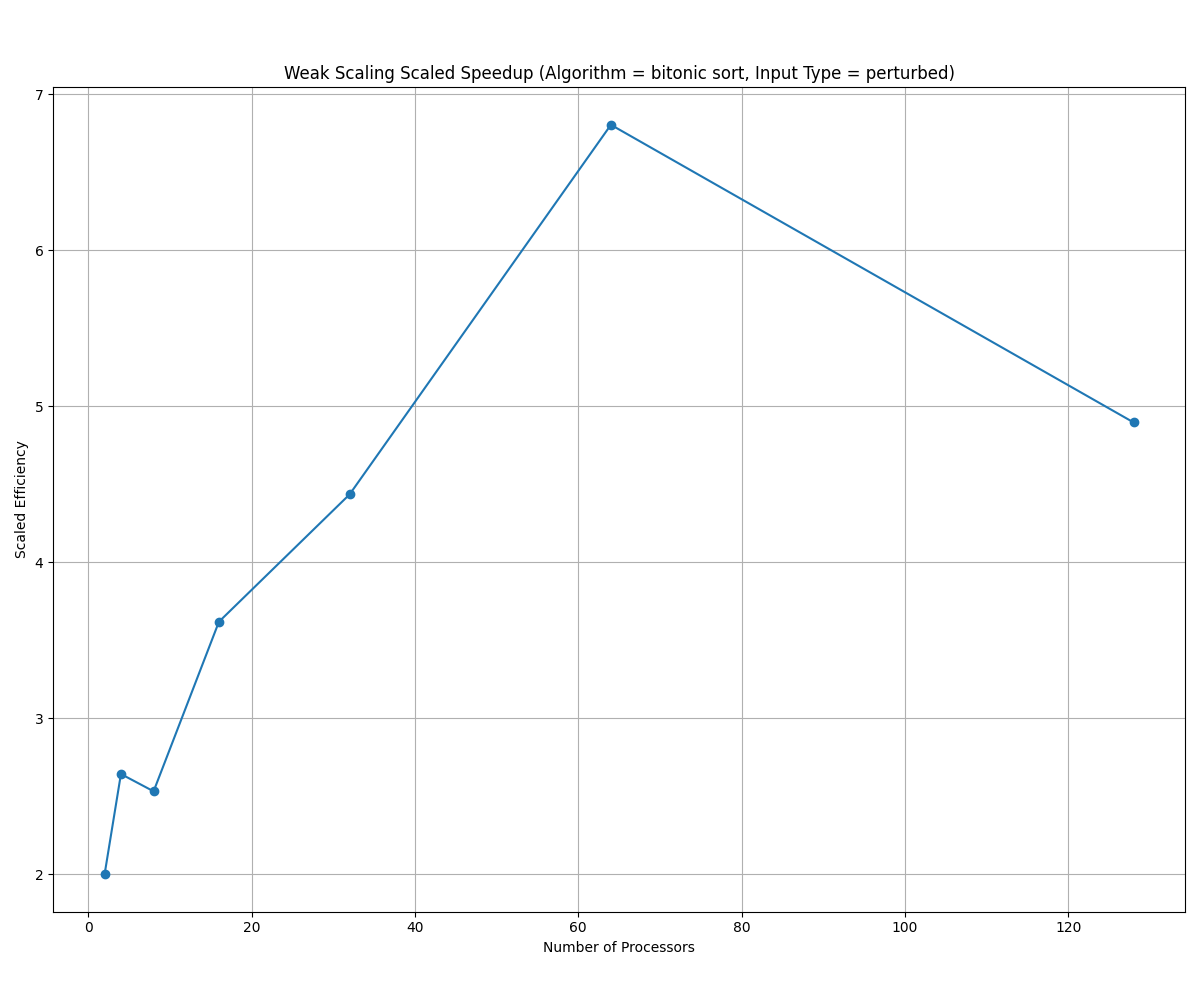 Weak Scaling Scaled Speedup (Algorithm = bitonic sort, Input Type = perturbed)
7
6
5
4
3
2
Scaled Efficiency
0 20 40 60 80 100 120
Number of Processors